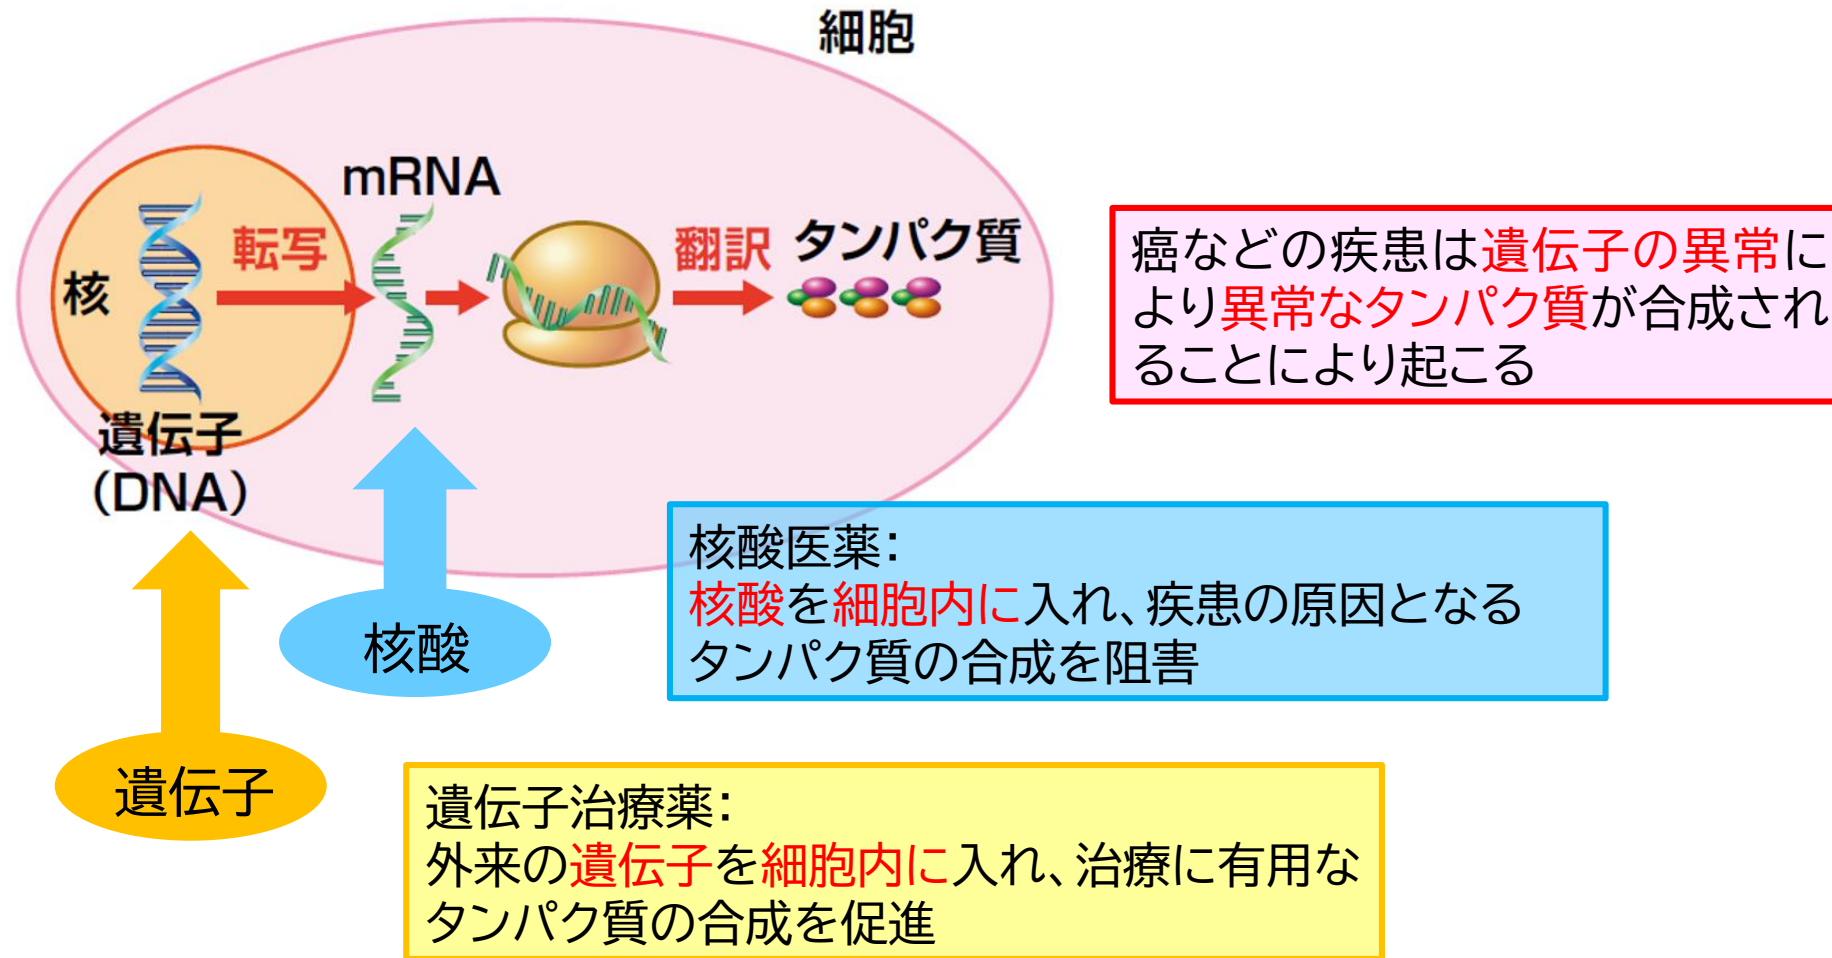 細胞
mRNA
転写
翻訳
タンパク質
核
遺伝子
(DNA)
癌などの疾患は遺伝子の異常に
より異常なタンパク質が合成され
ることにより起こる
核酸医薬：
核酸を細胞内に入れ、疾患の原因となる
タンパク質の合成を阻害
核酸
遺伝子
遺伝子治療薬：
外来の遺伝子を細胞内に入れ、治療に有用な
タンパク質の合成を促進